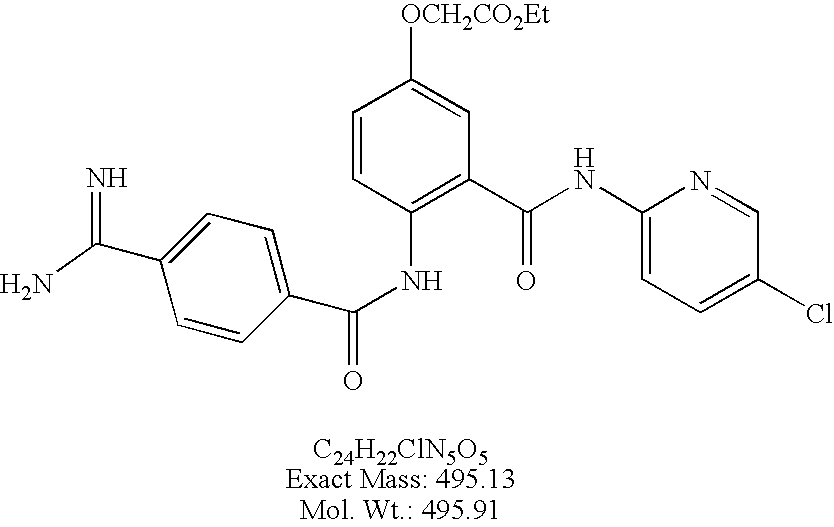 OCH₂CO₂Et
H
N
N
NH
H₂N
NH
O
Cl
O
C₂₄H₂₂ClN₅O₅
Exact Mass: 495.13
Mol. Wt.: 495.91